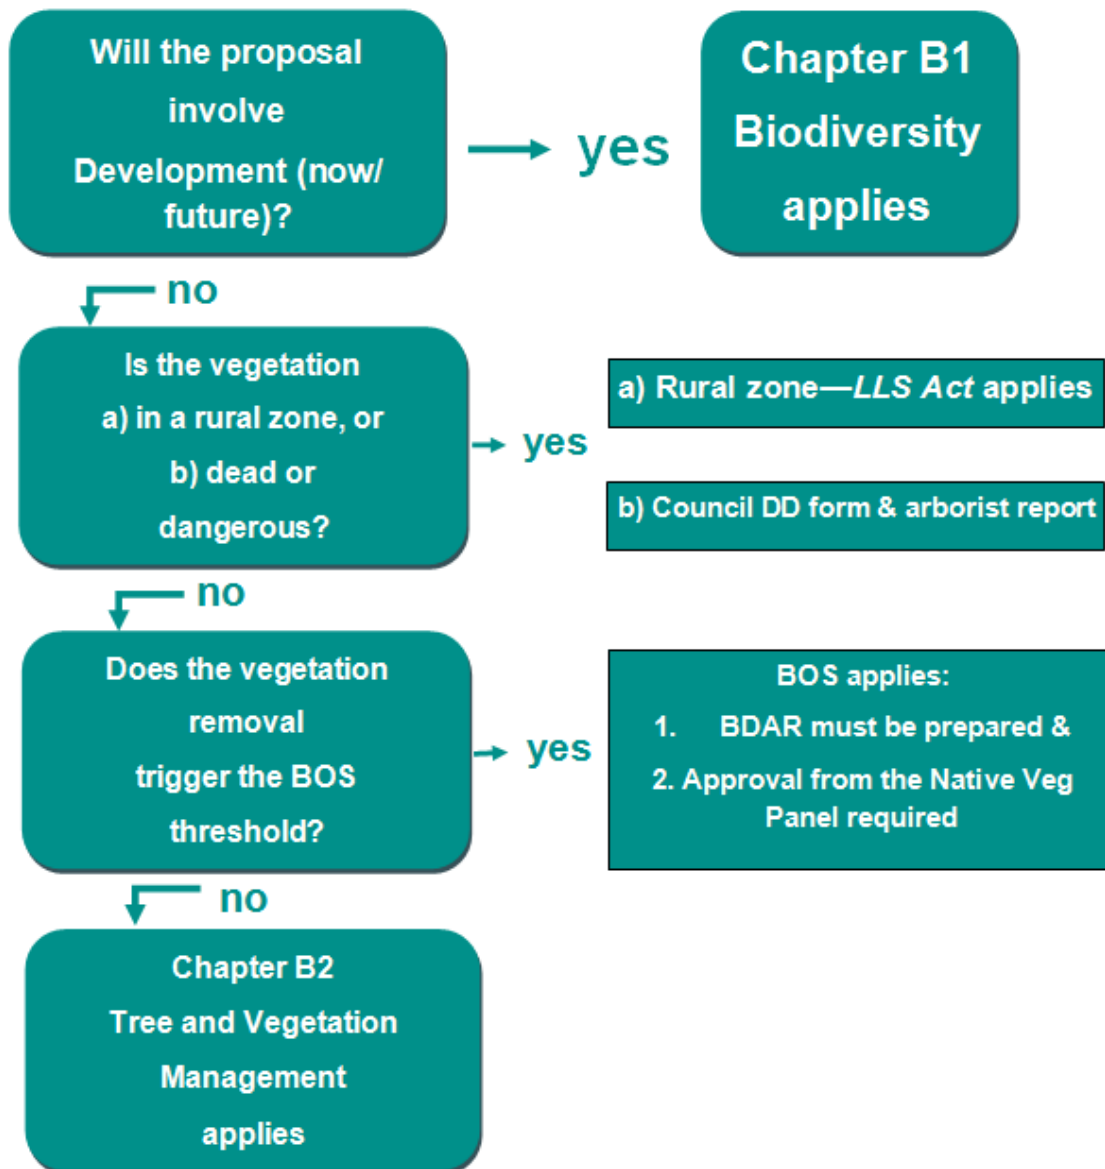 Will the proposal
involve
Development (now/
future)?
yes
Chapter B1
Biodiversity
applies
no
Is the vegetation
a) in a rural zone, or
b) dead or
dangerous?
yes
a) Rural zone—LLS Act applies
b) Council DD form & arborist report
no
Does the vegetation
removal
trigger the BOS
threshold?
yes
BOS applies:
1. BDAR must be prepared &
2. Approval from the Native Veg
Panel required
no
Chapter B2
Tree and Vegetation
Management
applies